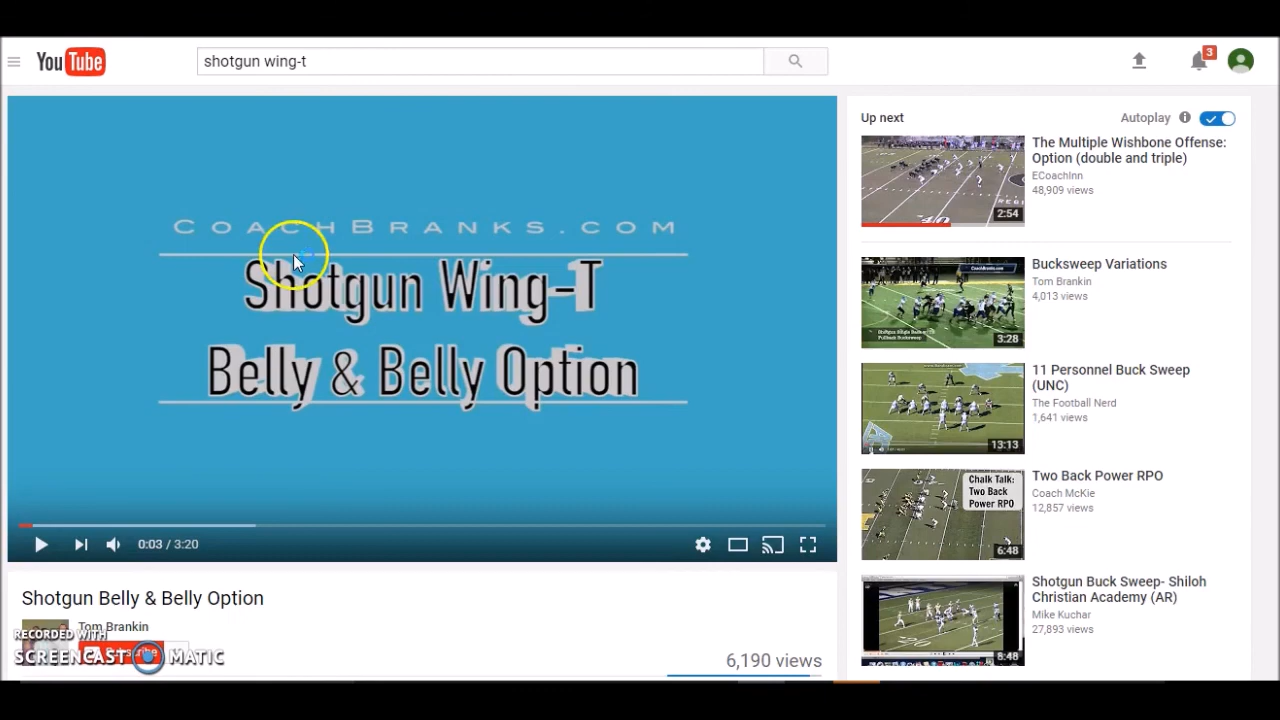 YouTube
shotgun wing-t
3
COACHBRANKS.COM
Shotgun Wing-T
Belly & Belly Option
0:03 / 3:20
Shotgun Belly & Belly Option
Tom Brankin
Subscribe
RECORDED WITH
SCREENCAST MATIC
6,190 views
Up next
Autoplay
2:54
The Multiple Wishbone Offense:
Option (double and triple)
ECoachInn
48,909 views
CoachBranks.com
3:28
Bucksweep Variations
Tom Brankin
4,013 views
13:13
11 Personnel Buck Sweep
(UNC)
The Football Nerd
1,641 views
Chalk Talk:
Two Back
Power RPO
6:48
Two Back Power RPO
Coach McKie
12,857 views
8:48
Shotgun Buck Sweep- Shiloh
Christian Academy (AR)
Mike Kuchar
27,893 views